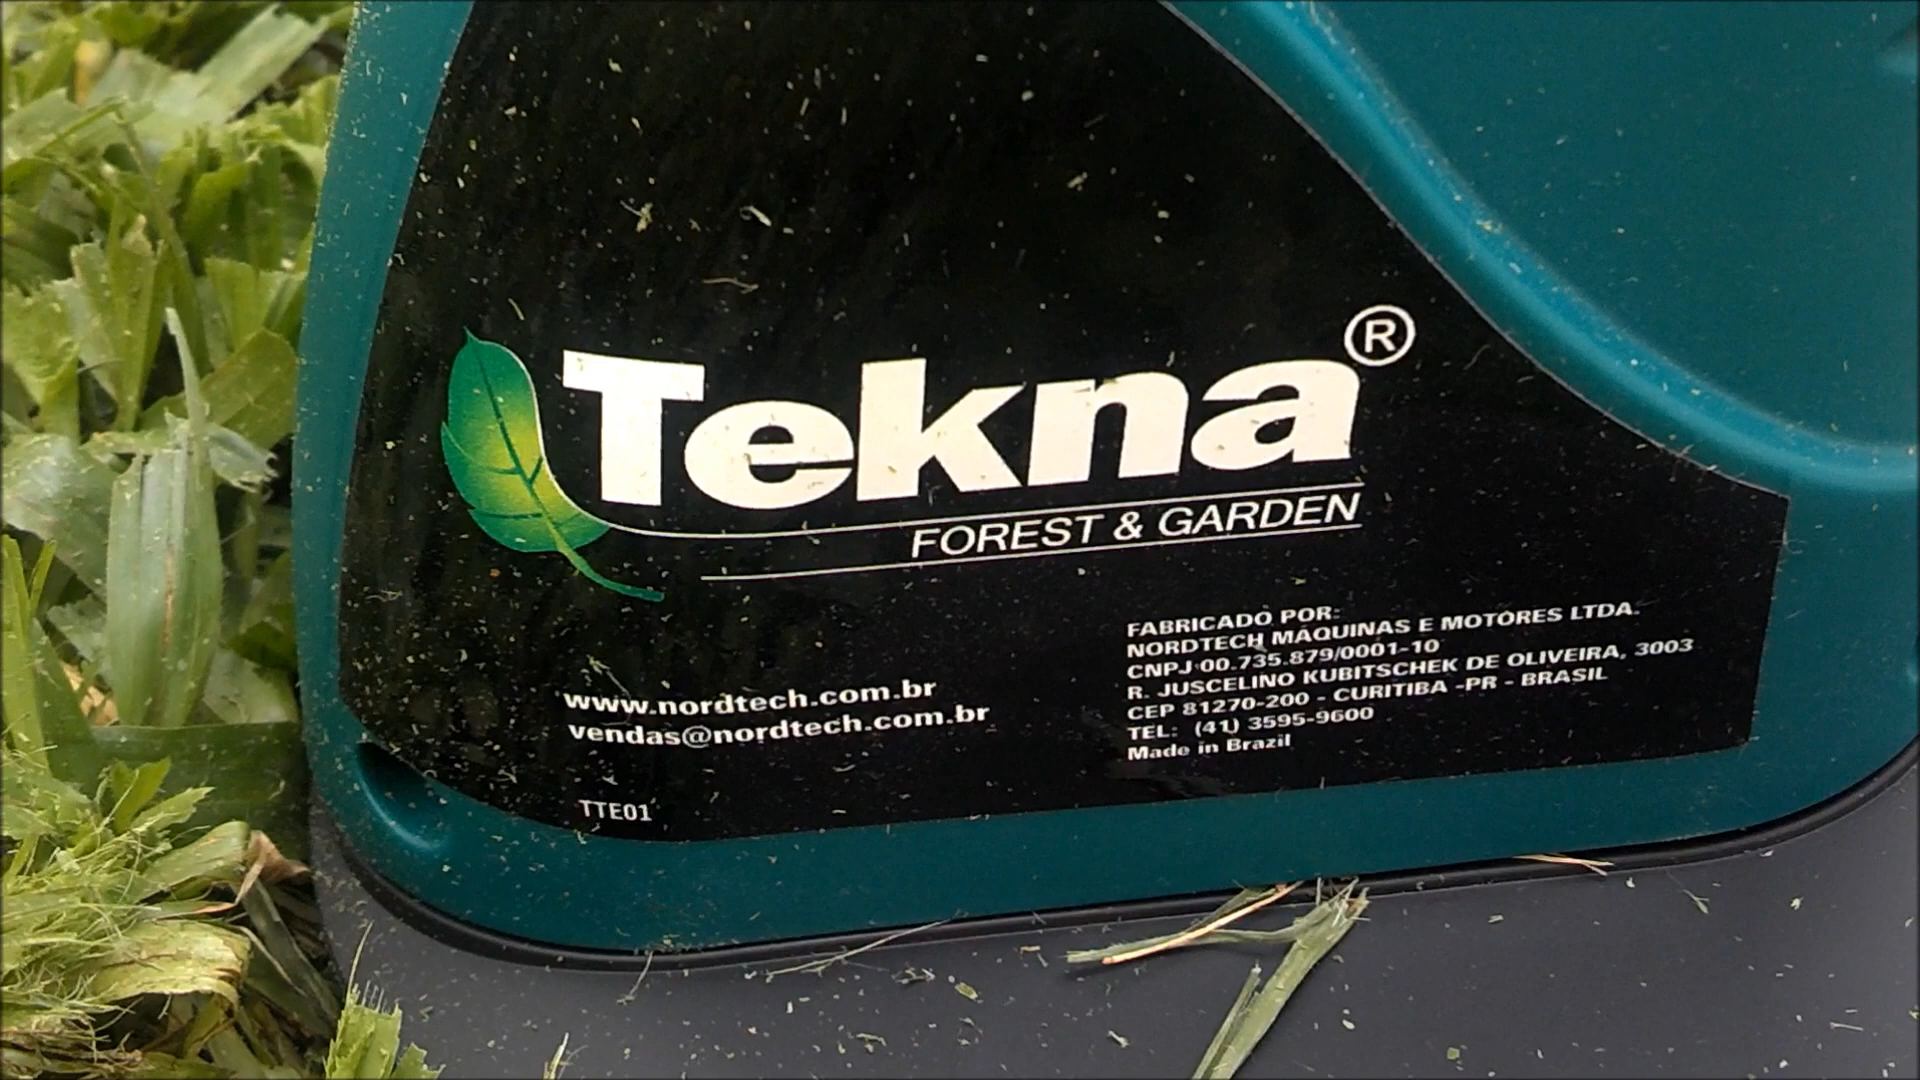 Tekna®
FOREST & GARDEN
www.nordtech.com.br
vendas@nordtech.com.br
TTE01
FABRICADO POR:
NORDTECH MÁQUINAS E MOTORES LTDA.
CNPJ 00.735.879/0001-10
R. JUSCELINO KUBITSCHEK DE OLIVEIRA, 3003
CEP 81270-200 - CURITIBA -PR - BRASIL
TEL: (41) 3595-9600
Made in Brazil